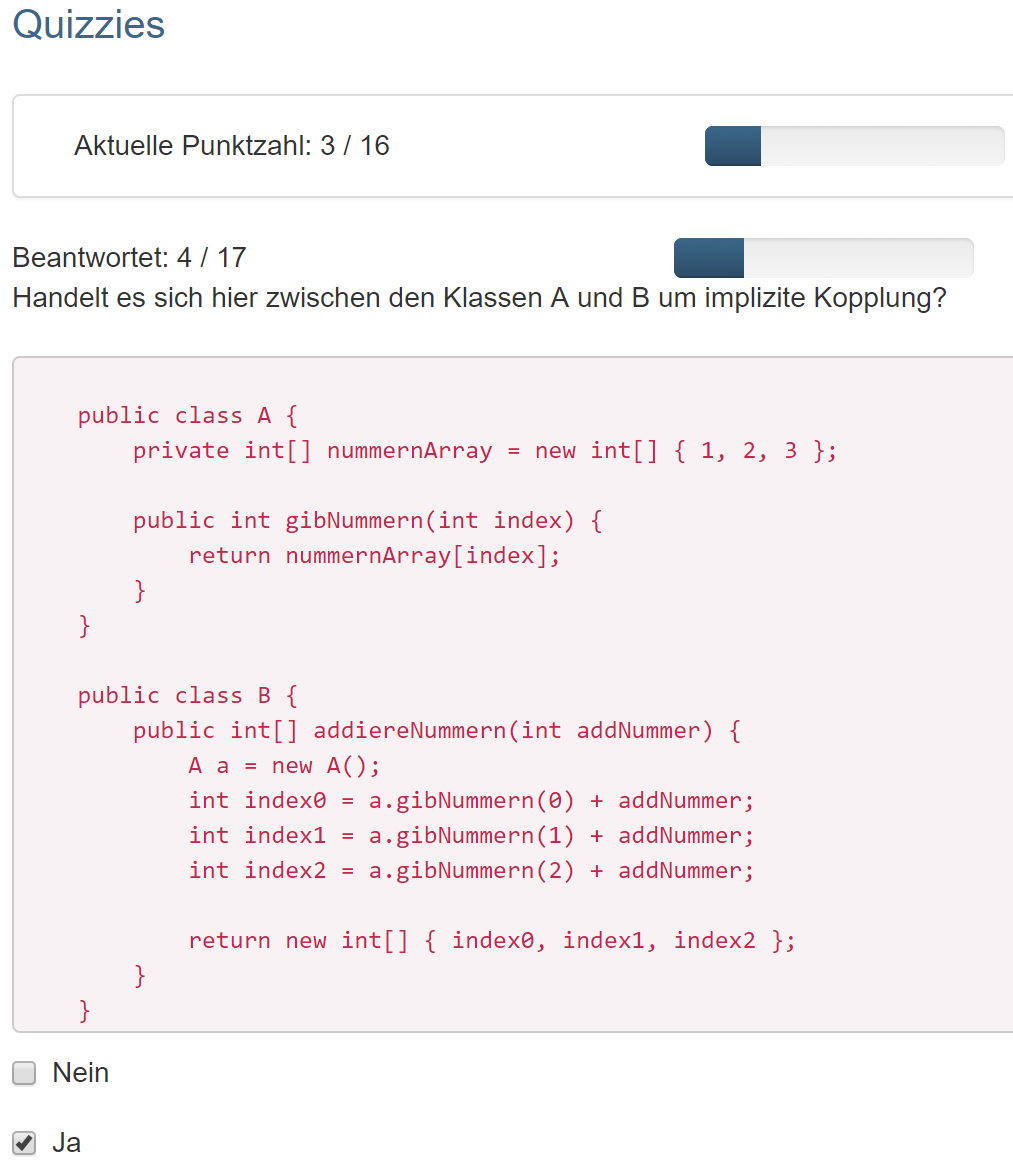 Quizzies
Aktuelle Punktzahl: 3 / 16
Beantwortet: 4 / 17
Handelt es sich hier zwischen den Klassen A und B um implizite Kopplung?
public class A {
    private int[] nummernArray = new int[] { 1, 2, 3 };

    public int gibNummern(int index) {
        return nummernArray[index];
    }
}

public class B {
    public int[] addiereNummern(int addNummer) {
        A a = new A();
        int index0 = a.gibNummern(0) + addNummer;
        int index1 = a.gibNummern(1) + addNummer;
        int index2 = a.gibNummern(2) + addNummer;

        return new int[] { index0, index1, index2 };
    }
}
Nein
Ja